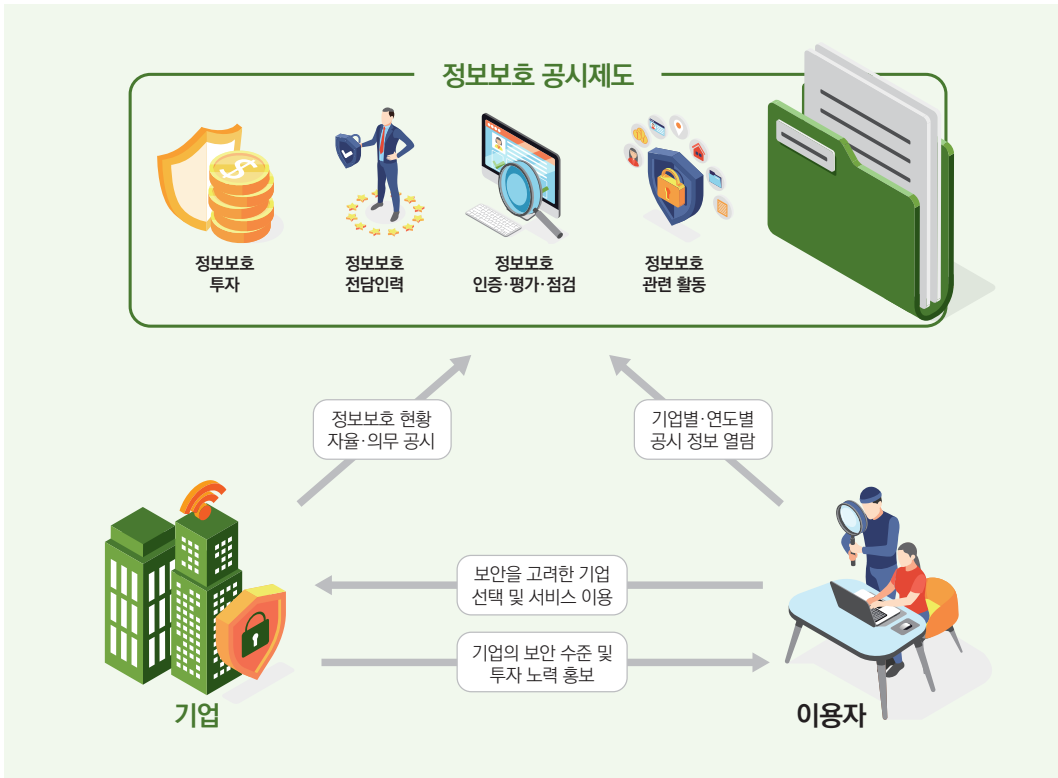 정보보호 공시제도
정보보호
투자
정보보호
전담인력
정보보호
인증·평가·점검
정보보호
관련 활동
정보보호 현황
자율·의무 공시
기업별·연도별
공시 정보 열람
보안을 고려한 기업
선택 및 서비스 이용
기업의 보안 수준 및
투자 노력 홍보
기업
이용자